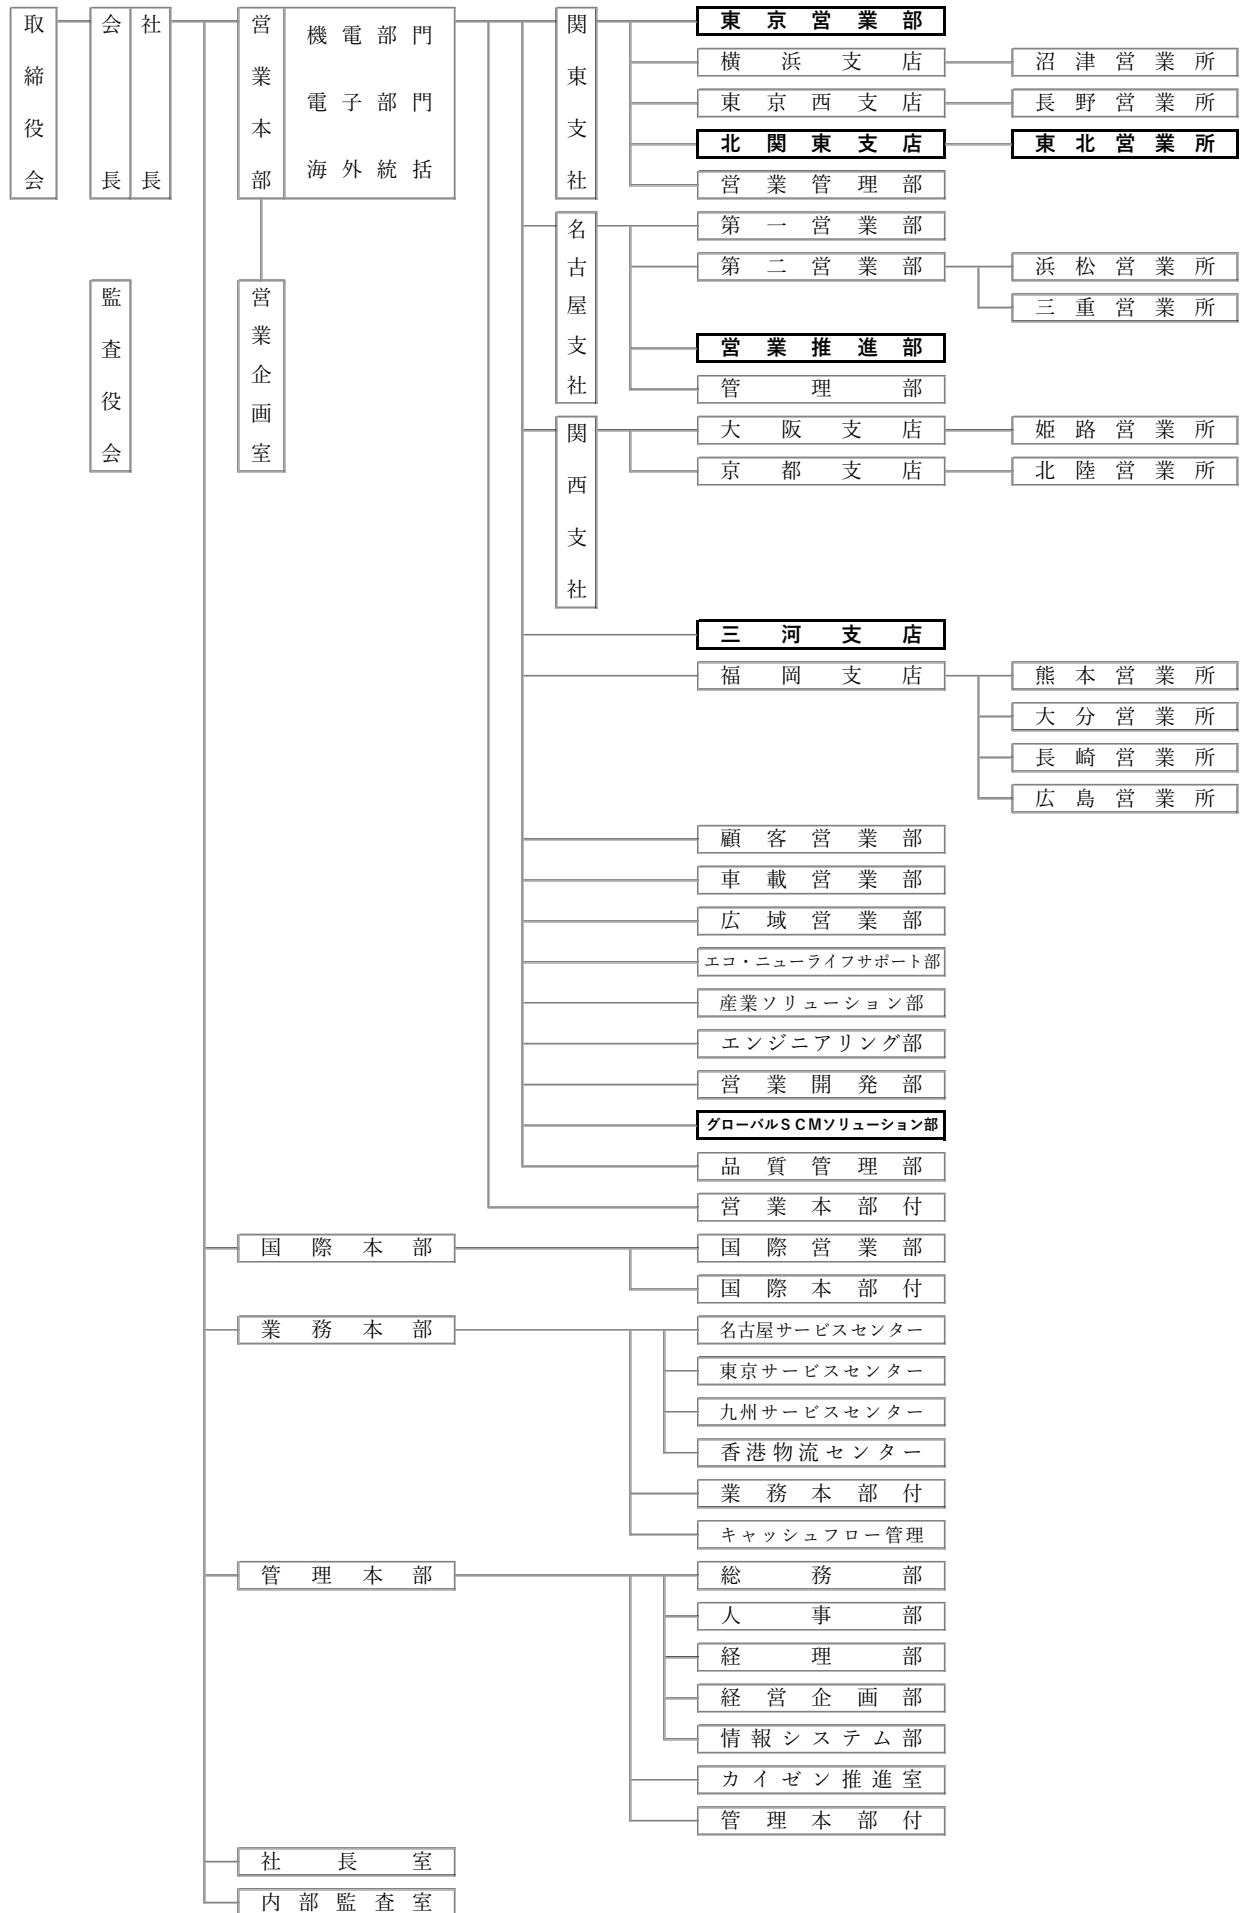 取締役会
会長
社長
営業本部
機電部門
電子部門
海外統括
関東支社
東京営業部
横浜支店
沼津営業所
東京西支店
長野営業所
北関東支店
東北営業所
営業管理部
名古屋支社
第一営業部
第二営業部
浜松営業所
三重営業所
営業推進部
管理部
監査役会
営業企画室
関西支社
大阪支店
姫路営業所
京都支店
北陸営業所
三河支店
福岡支店
熊本営業所
大分営業所
長崎営業所
広島営業所
顧客営業部
車載営業部
広域営業部
エコ・ニューライフサポート部
産業ソリューション部
エンジニアリング部
営業開発部
グローバルSCMソリューション部
品質管理部
営業本部付
国際本部
国際営業部
国際本部付
業務本部
名古屋サービスセンター
東京サービスセンター
九州サービスセンター
香港物流センター
業務本部付
キャッシュフロー管理
管理本部
総務部
人事部
経理部
経営企画部
情報システム部
カイゼン推進室
管理本部付
社長室
内部監査室